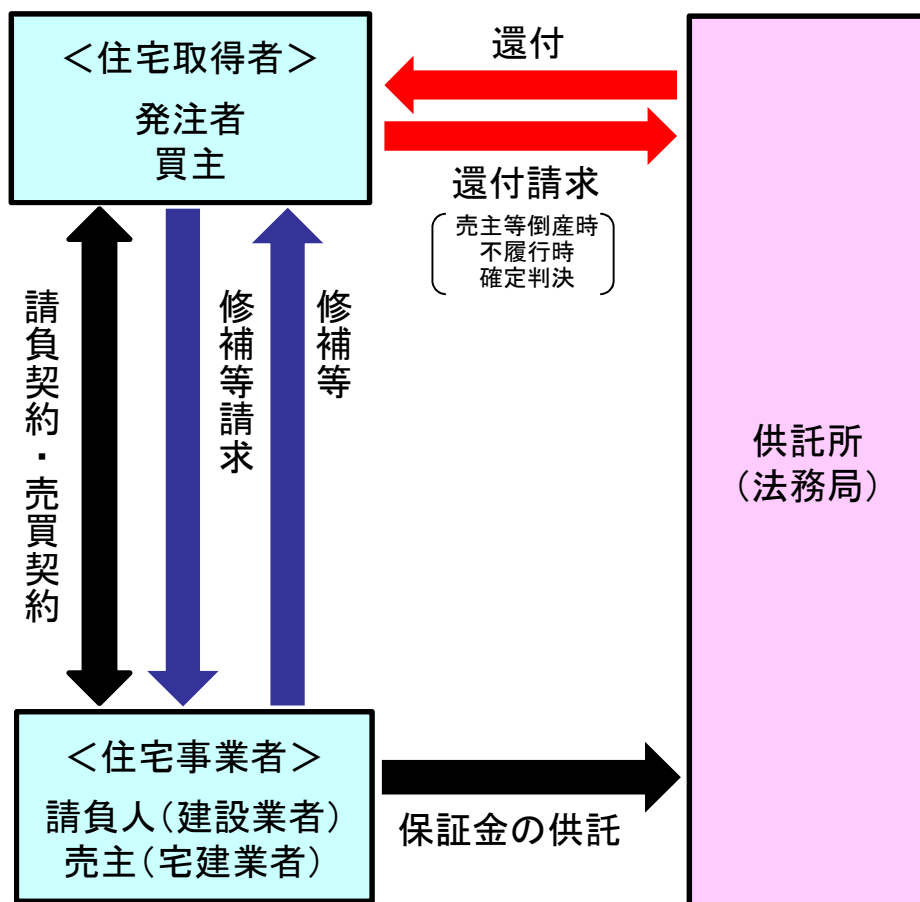 ＜住宅取得者＞
発注者
買主
還付
還付請求
売主等倒産時
不履行時
確定判決
請負契約・売買契約
修補等請求
修補等
供託所
（法務局）
＜住宅事業者＞
請負人（建設業者）
売主（宅建業者）
保証金の供託